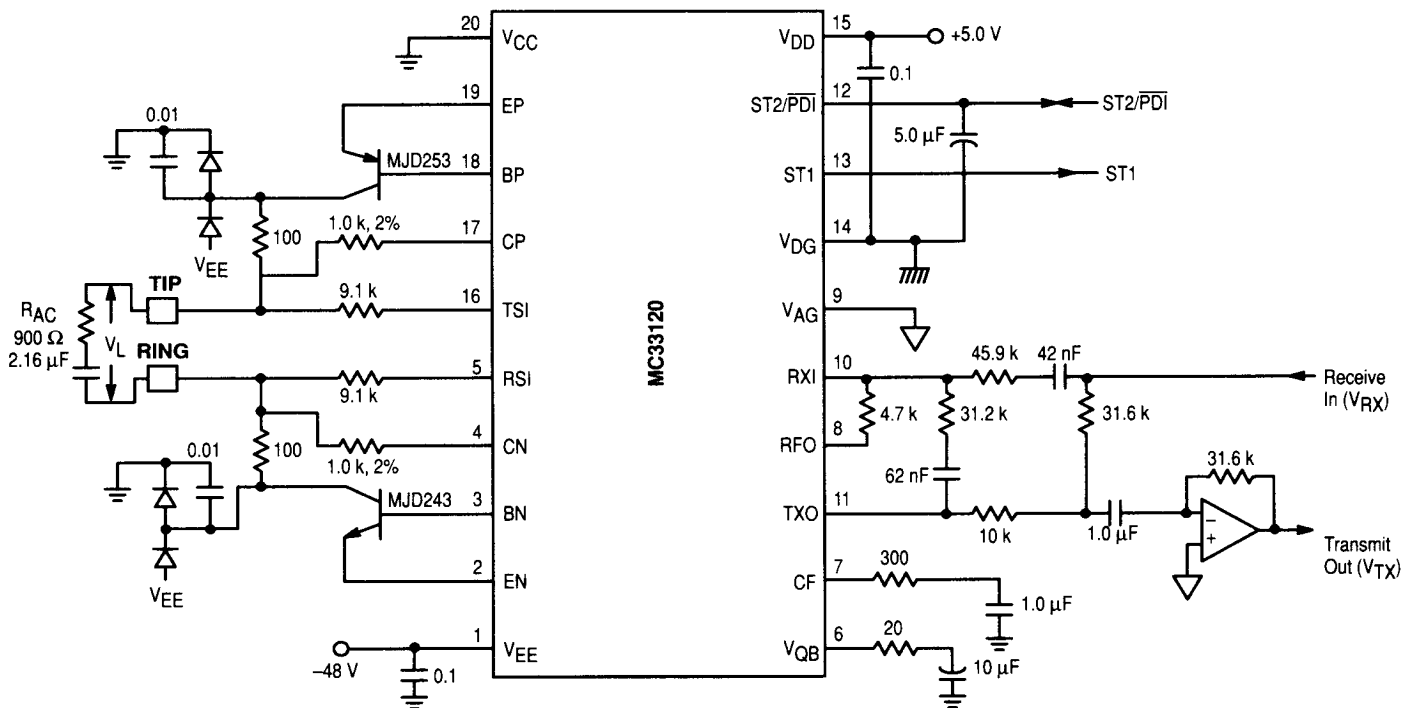 20
VCC
15
VDD
+5.0 V
0.1
19
EP
12
ST2/PDI
ST2/PDI
0.01
5.0 µF
MJD253
18
BP
13
ST1
ST1
1.0 k, 2%
17
CP
100
VEE
14
VDG
TIP
9.1 k
16
TSI
9
VAG
RAC
900 Ω
2.16 µF
VL
MC33120
RING
5
RSI
9.1 k
10
RXI
45.9 k
42 nF
Receive
In (VRX)
4.7 k
31.2 k
31.6 k
4
CN
100
1.0 k, 2%
8
RFO
0.01
62 nF
31.6 k
MJD243
3
BN
11
TXO
10 k
1.0 µF
–
+
Transmit
Out (VTX)
2
EN
VEE
7
CF
300
1.0 µF
1
VEE
–48 V
0.1
6
VQB
20
10 µF